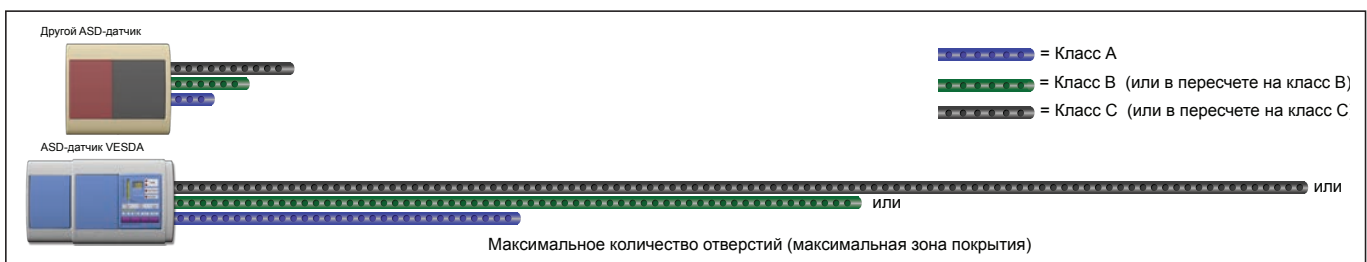 Другой ASD-датчик
= Класс A
= Класс B (или в пересчете на класс B)
= Класс C (или в пересчете на класс C
ASD-датчик VESDA
или
или
Максимальное количество отверстий (максимальная зона покрытия)